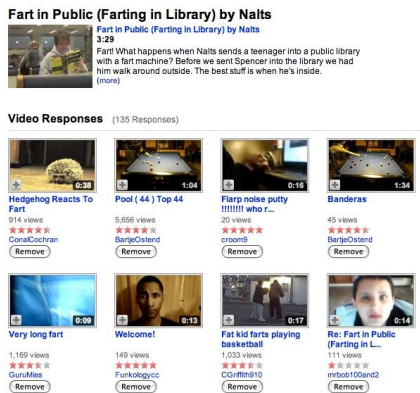 Fart in Public (Farting in Library) by Nalts
Fart in Public (Farting in Library) by Nalts
3:29
Fart! What happens when Nalts sends a teenager into a public library
with a fart machine? Before we sent Spencer into the library we had
him walk around outside. The best stuff is when he's inside.
(more)
Video Responses (135 Responses)
0:38 1:04 0:16 1:34
Hedgehog Reacts To Pool ( 44 ) Top 44 Flarp noise putty Banderas
Fart !!!!!!!! who r...
914 views 5,656 views 20 views 45 views
ConalCochran BartjeOstend croom9 BartjeOstend
Remove Remove Remove Remove
0:09 0:13 0:17 0:14
Very long fart Welcome! Fat kid farts playing Re: Fart in Public
basketball (Farting in L...
1,169 views 149 views 1,033 views 111 views
GuruMies Funkologycc CGriffith910 mrbob100and2
Remove Remove Remove Remove